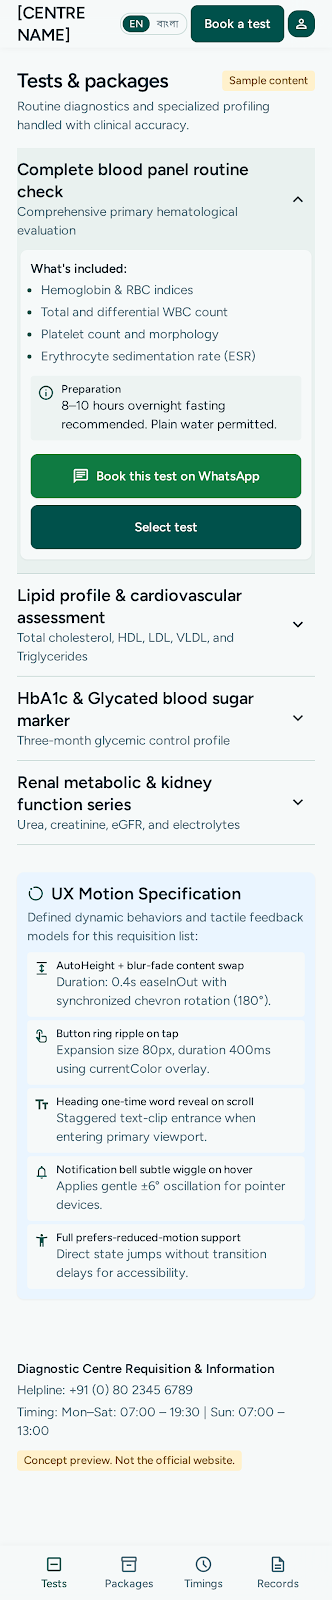 [CENTRE
NAME]
EN
বাংলা
Book a test
Tests & packages
Sample content
Routine diagnostics and specialized profiling
handled with clinical accuracy.
Complete blood panel routine
check
Comprehensive primary hematological
evaluation
What's included:
• Hemoglobin & RBC indices
• Total and differential WBC count
• Platelet count and morphology
• Erythrocyte sedimentation rate (ESR)
Preparation
8–10 hours overnight fasting
recommended. Plain water permitted.
Book this test on WhatsApp
Select test
Lipid profile & cardiovascular
assessment
Total cholesterol, HDL, LDL, VLDL, and
Triglycerides
HbA1c & Glycated blood sugar
marker
Three-month glycemic control profile
Renal metabolic & kidney
function series
Urea, creatinine, eGFR, and electrolytes
UX Motion Specification
Defined dynamic behaviors and tactile feedback
models for this requisition list:
AutoHeight + blur-fade content swap
Duration: 0.4s easeInOut with
synchronized chevron rotation (180°).
Button ring ripple on tap
Expansion size 80px, duration 400ms
using currentColor overlay.
Heading one-time word reveal on scroll
Staggered text-clip entrance when
entering primary viewport.
Notification bell subtle wiggle on hover
Applies gentle ±6° oscillation for pointer
devices.
Full prefers-reduced-motion support
Direct state jumps without transition
delays for accessibility.
Diagnostic Centre Requisition & Information
Helpline: +91 (0) 80 2345 6789
Timing: Mon–Sat: 07:00 – 19:30 | Sun: 07:00 –
13:00
Concept preview. Not the official website.
Tests
Packages
Timings
Records